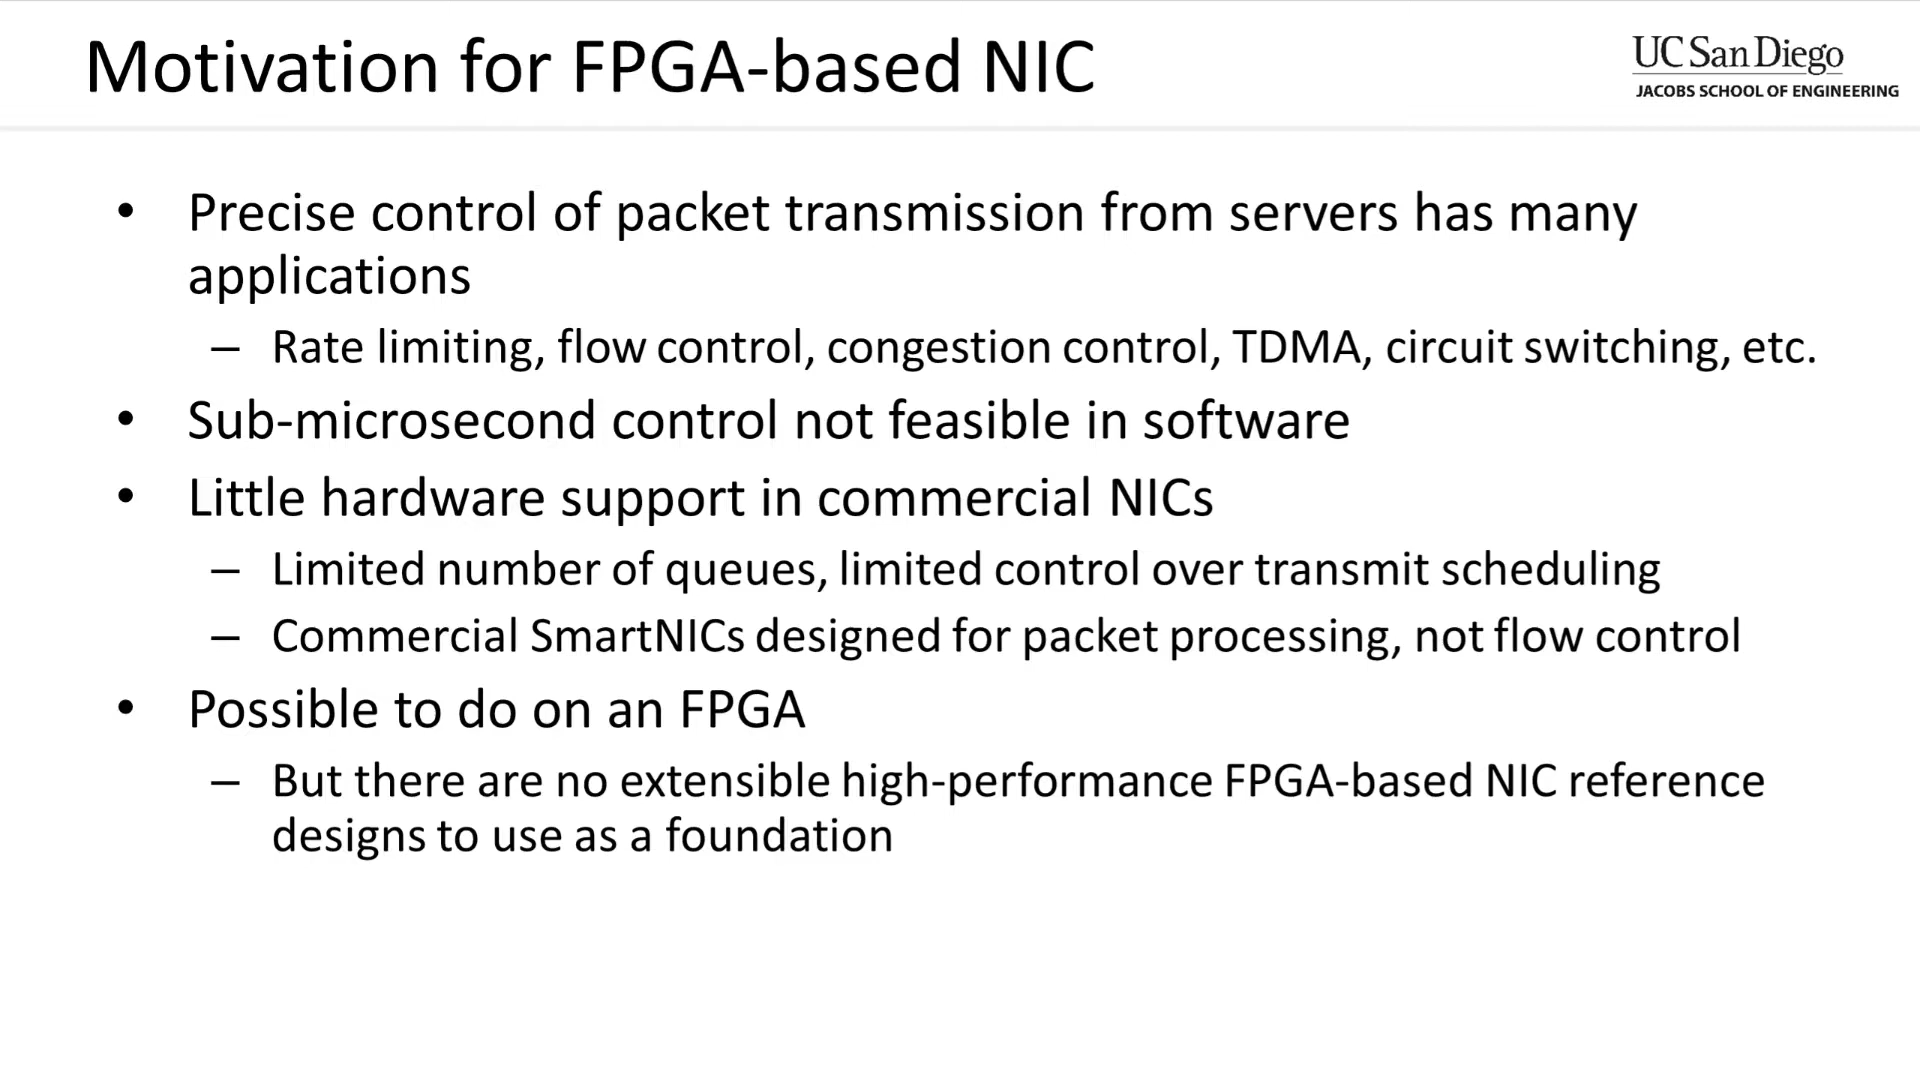 Motivation for FPGA-based NIC
UC San Diego
JACOBS SCHOOL OF ENGINEERING
• Precise control of packet transmission from servers has many
applications
– Rate limiting, flow control, congestion control, TDMA, circuit switching, etc.
• Sub-microsecond control not feasible in software
• Little hardware support in commercial NICs
– Limited number of queues, limited control over transmit scheduling
– Commercial SmartNICs designed for packet processing, not flow control
• Possible to do on an FPGA
– But there are no extensible high-performance FPGA-based NIC reference
designs to use as a foundation